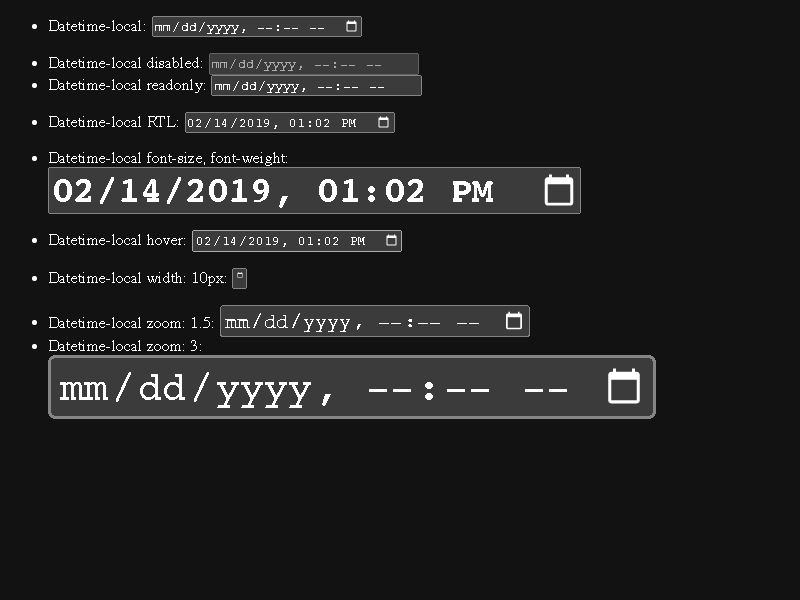 Datetime-local: mm/dd/yyyy, --:-- --
Datetime-local disabled: mm/dd/yyyy, --:-- --
Datetime-local readonly: mm/dd/yyyy, --:-- --
Datetime-local RTL: 02/14/2019, 01:02 PM
Datetime-local font-size, font-weight:
02/14/2019, 01:02 PM
Datetime-local hover: 02/14/2019, 01:02 PM
Datetime-local width: 10px:
Datetime-local zoom: 1.5: mm/dd/yyyy, --:-- --
Datetime-local zoom: 3:
mm/dd/yyyy, --:-- --